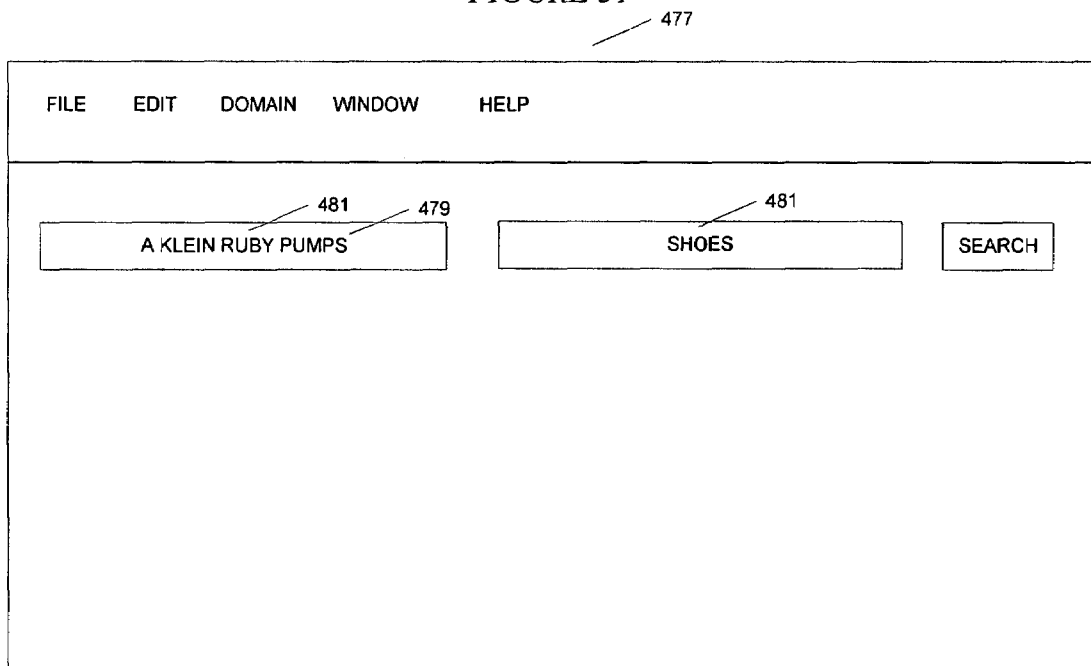 477
FILE EDIT DOMAIN WINDOW HELP
481 479 481
A KLEIN RUBY PUMPS SHOES SEARCH